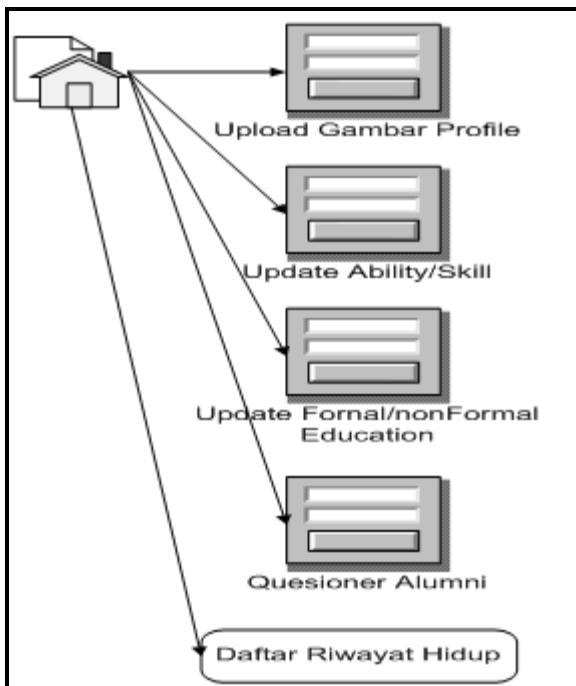 Upload Gambar Profile
Update Ability/Skill
Update Fornal/nonFormal
Education
Quesioner Alumni
Daftar Riwayat Hidup